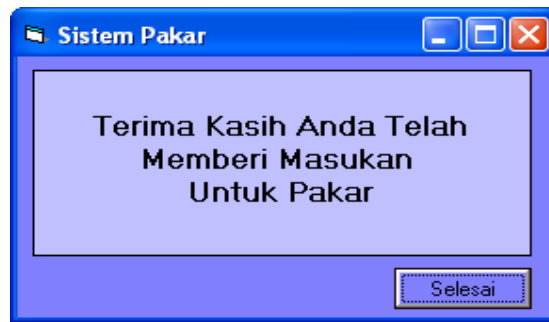 Sistem Pakar
Terima Kasih Anda Telah
Memberi Masukan
Untuk Pakar
Selesai